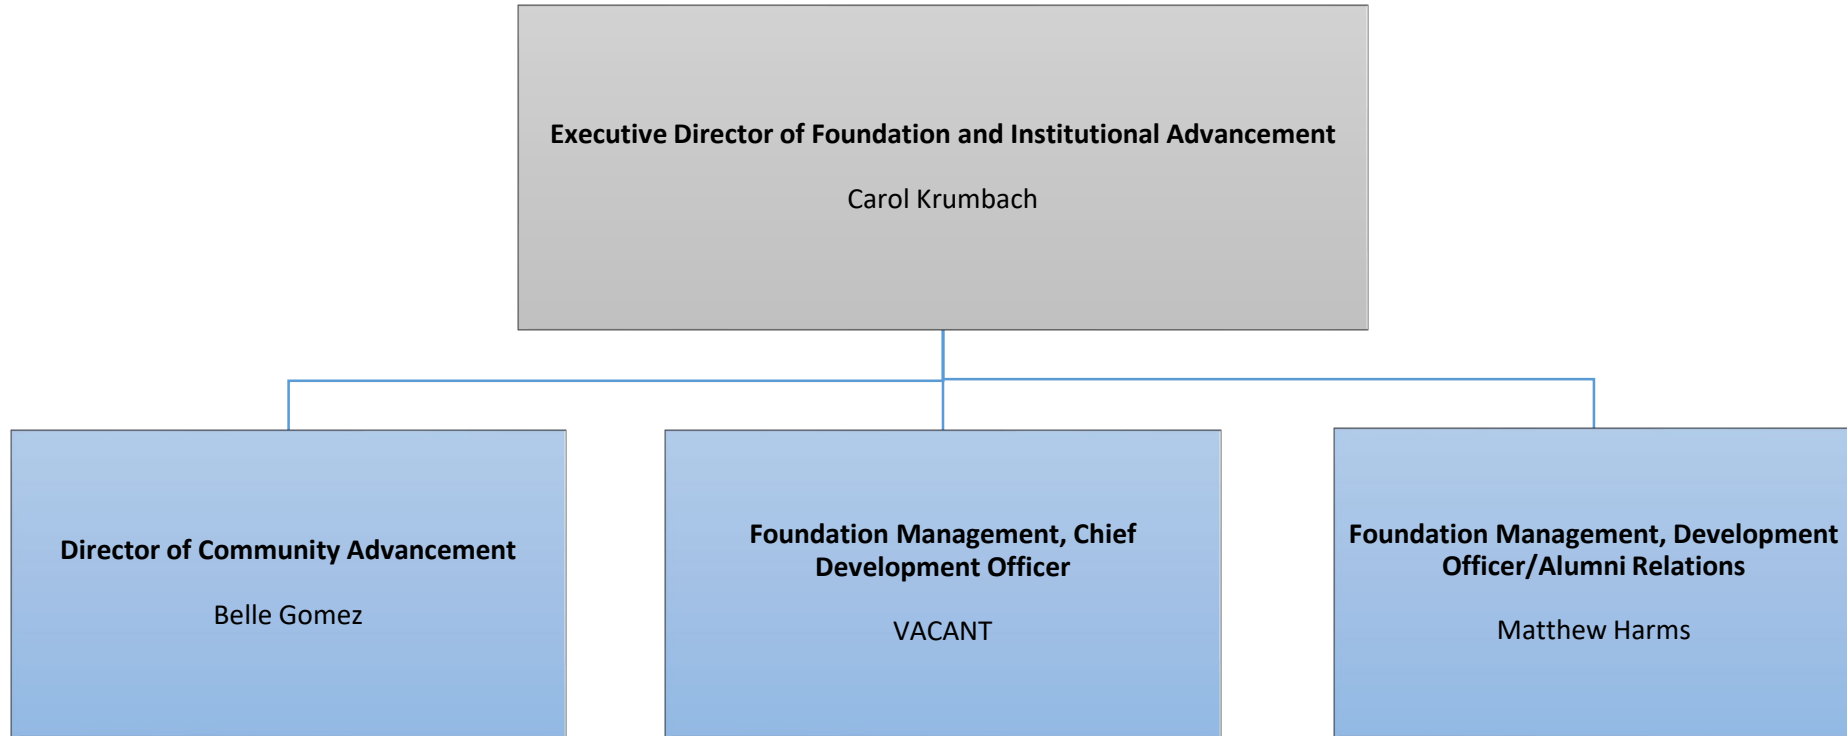 Executive Director of Foundation and Institutional Advancement
Carol Krumbach
Director of Community Advancement
Belle Gomez
Foundation Management, Chief
Development Officer
VACANT
Foundation Management, Development
Officer/Alumni Relations
Matthew Harms